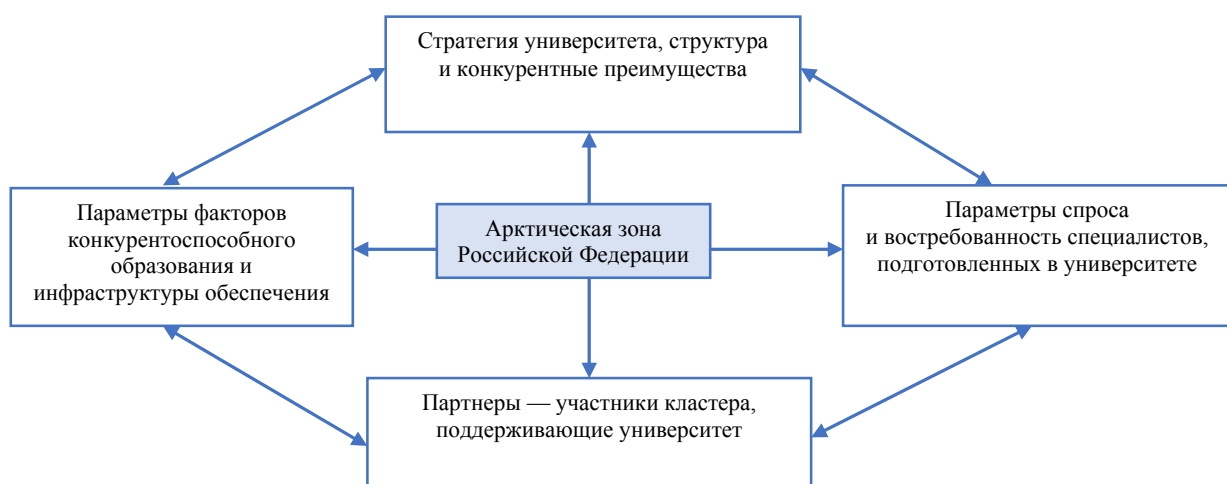 Стратегия университета, структура
и конкурентные преимущества
Параметры факторов
конкурентоспособного
образования и
инфраструктуры обеспечения
Арктическая зона
Российской Федерации
Параметры спроса
и востребованность специалистов,
подготовленных в университете
Партнеры — участники кластера,
поддерживающие университет